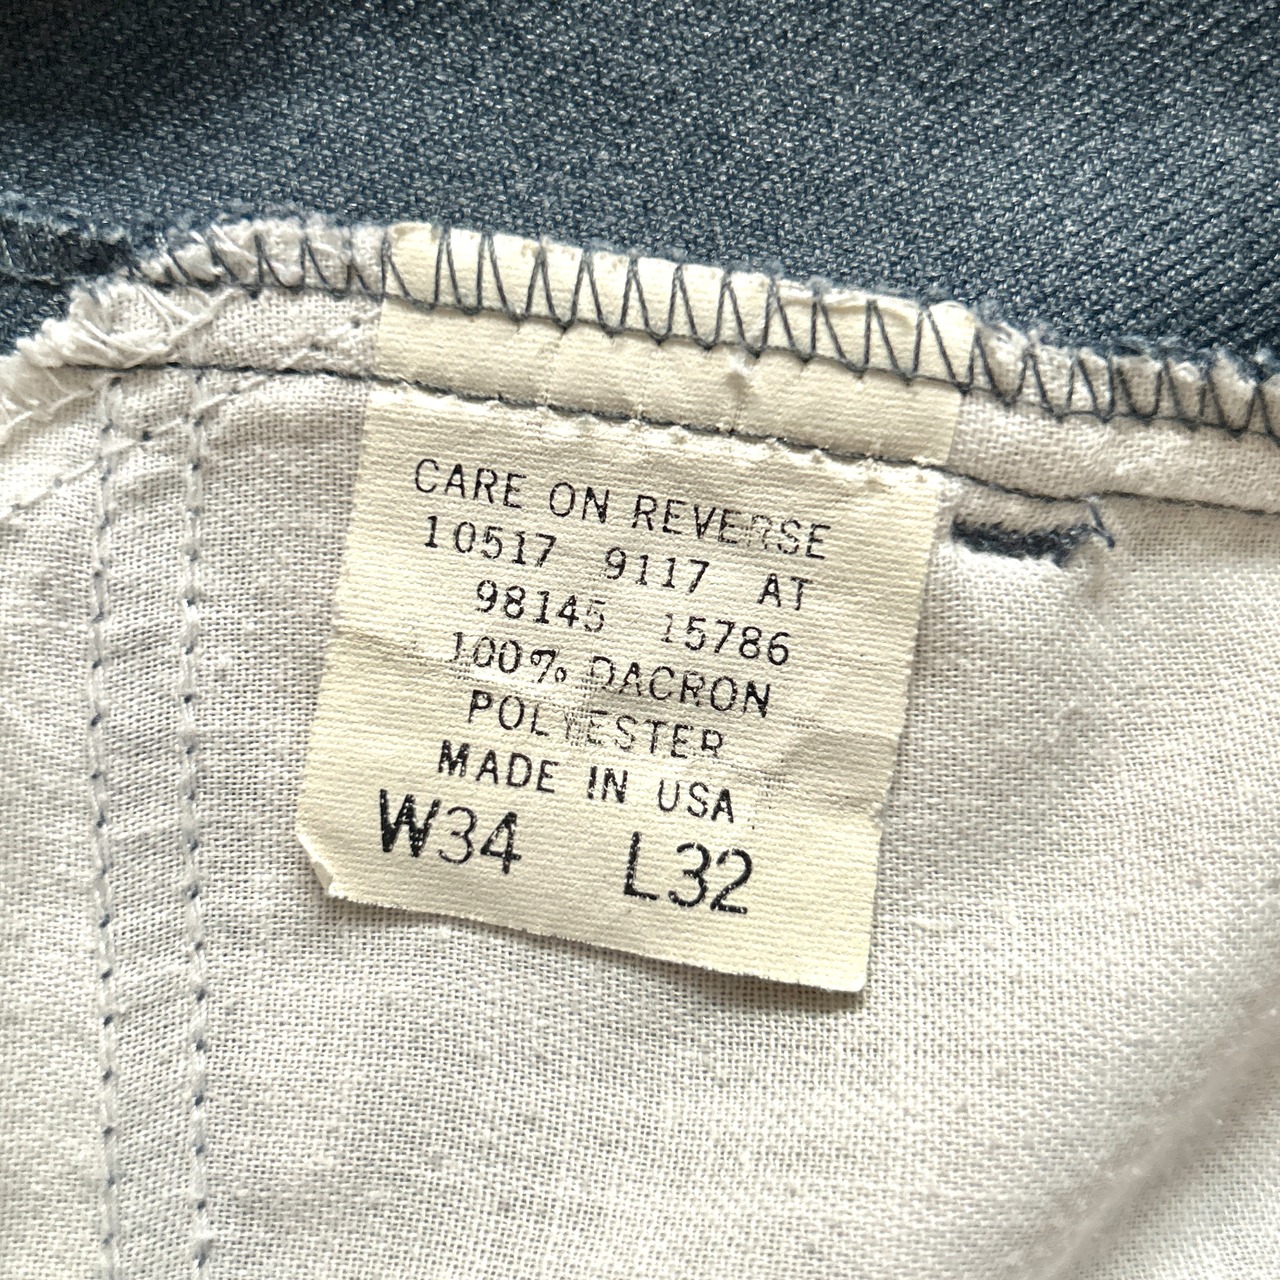 CARE ON REVERSE
10517 9117 AT
98145 15786
100% DACRON
POLYESTER
MADE IN USA
W34 L32